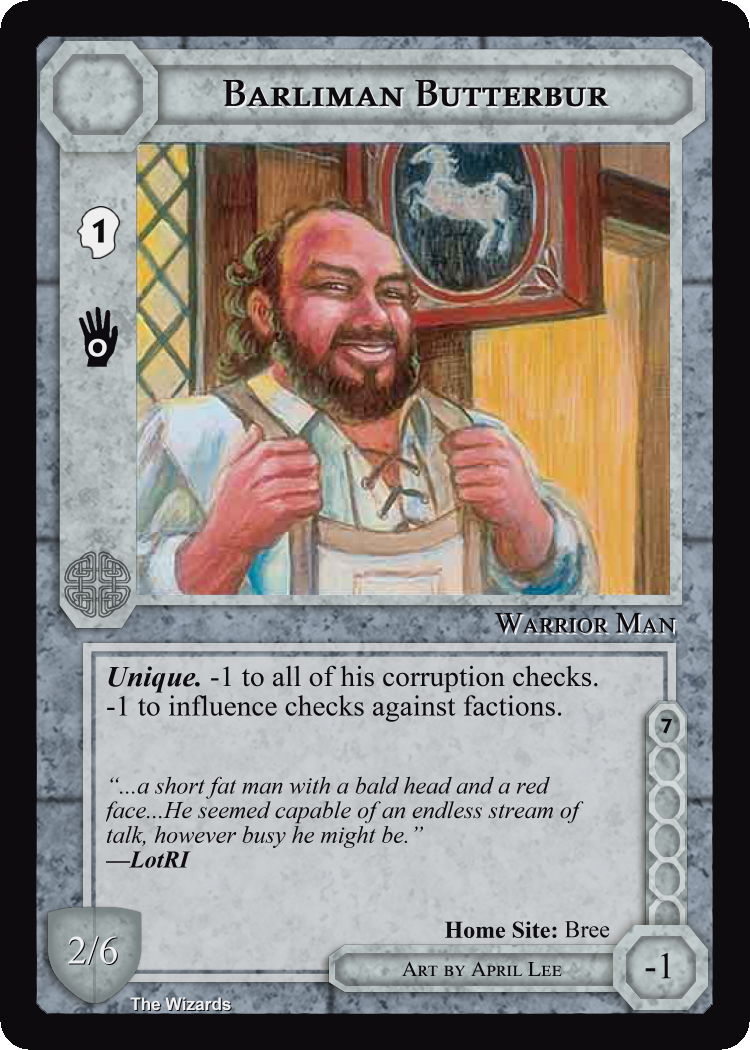 Barliman Butterbur
1
0
Warrior Man
Unique. -1 to all of his corruption checks.
-1 to influence checks against factions.
“...a short fat man with a bald head and a red
face...He seemed capable of an endless stream of
talk, however busy he might be.”
—LotRI
7
Home Site: Bree
2/6
Art by April Lee
-1
The Wizards